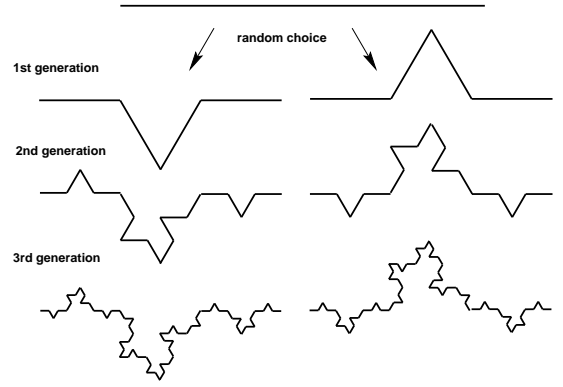 random choice
1st generation
2nd generation
3rd generation